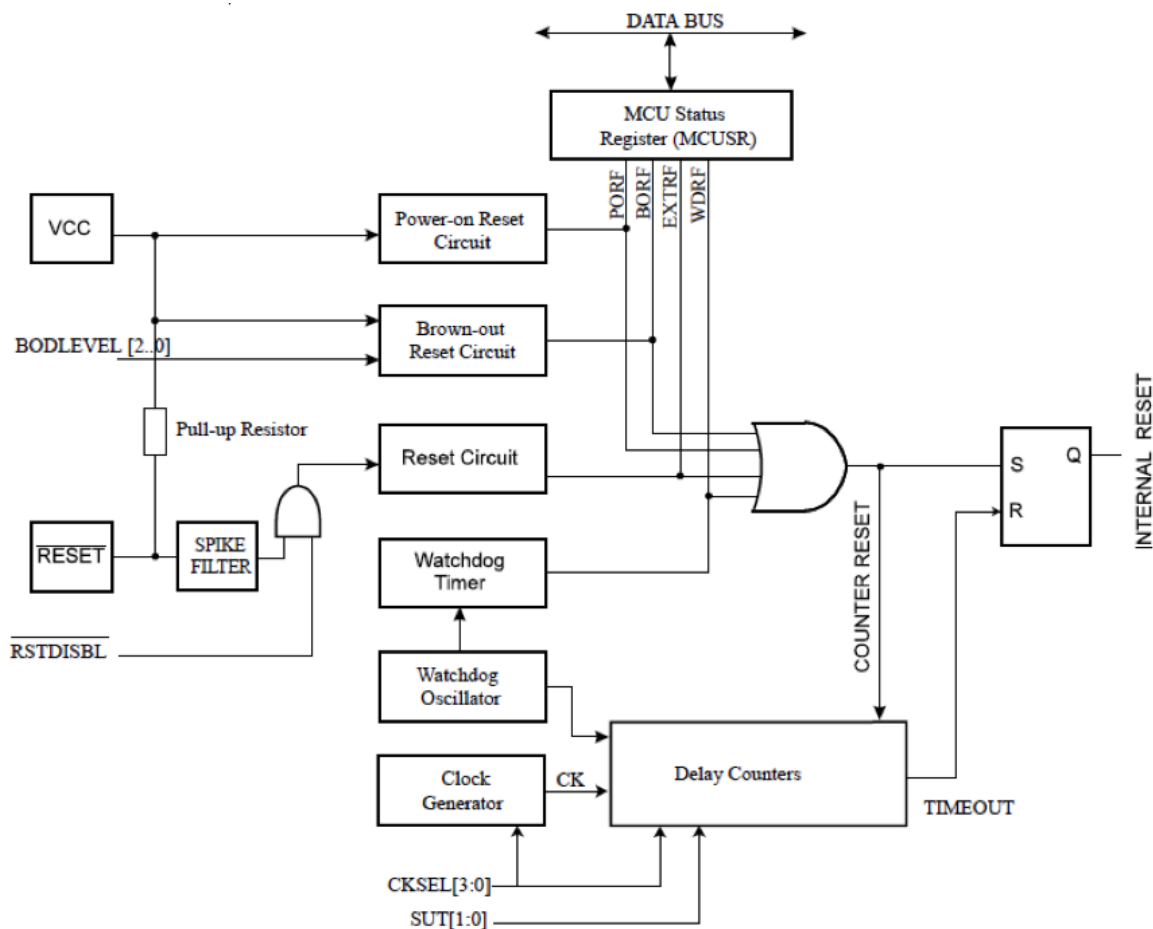 DATA BUS
MCU Status
Register (MCUSR)
PORF
BORF
EXTRF
WDRF
VCC
Power-on Reset
Circuit
BODLEVEL [2..0]
Brown-out
Reset Circuit
Pull-up Resistor
Reset Circuit
RESET
SPIKE
FILTER
RSTDISBL
Watchdog
Timer
Watchdog
Oscillator
Clock
Generator
CK
Delay Counters
COUNTER RESET
S
Q
R
INTERNAL RESET
TIMEOUT
CKSEL[3:0]
SUT[1:0]